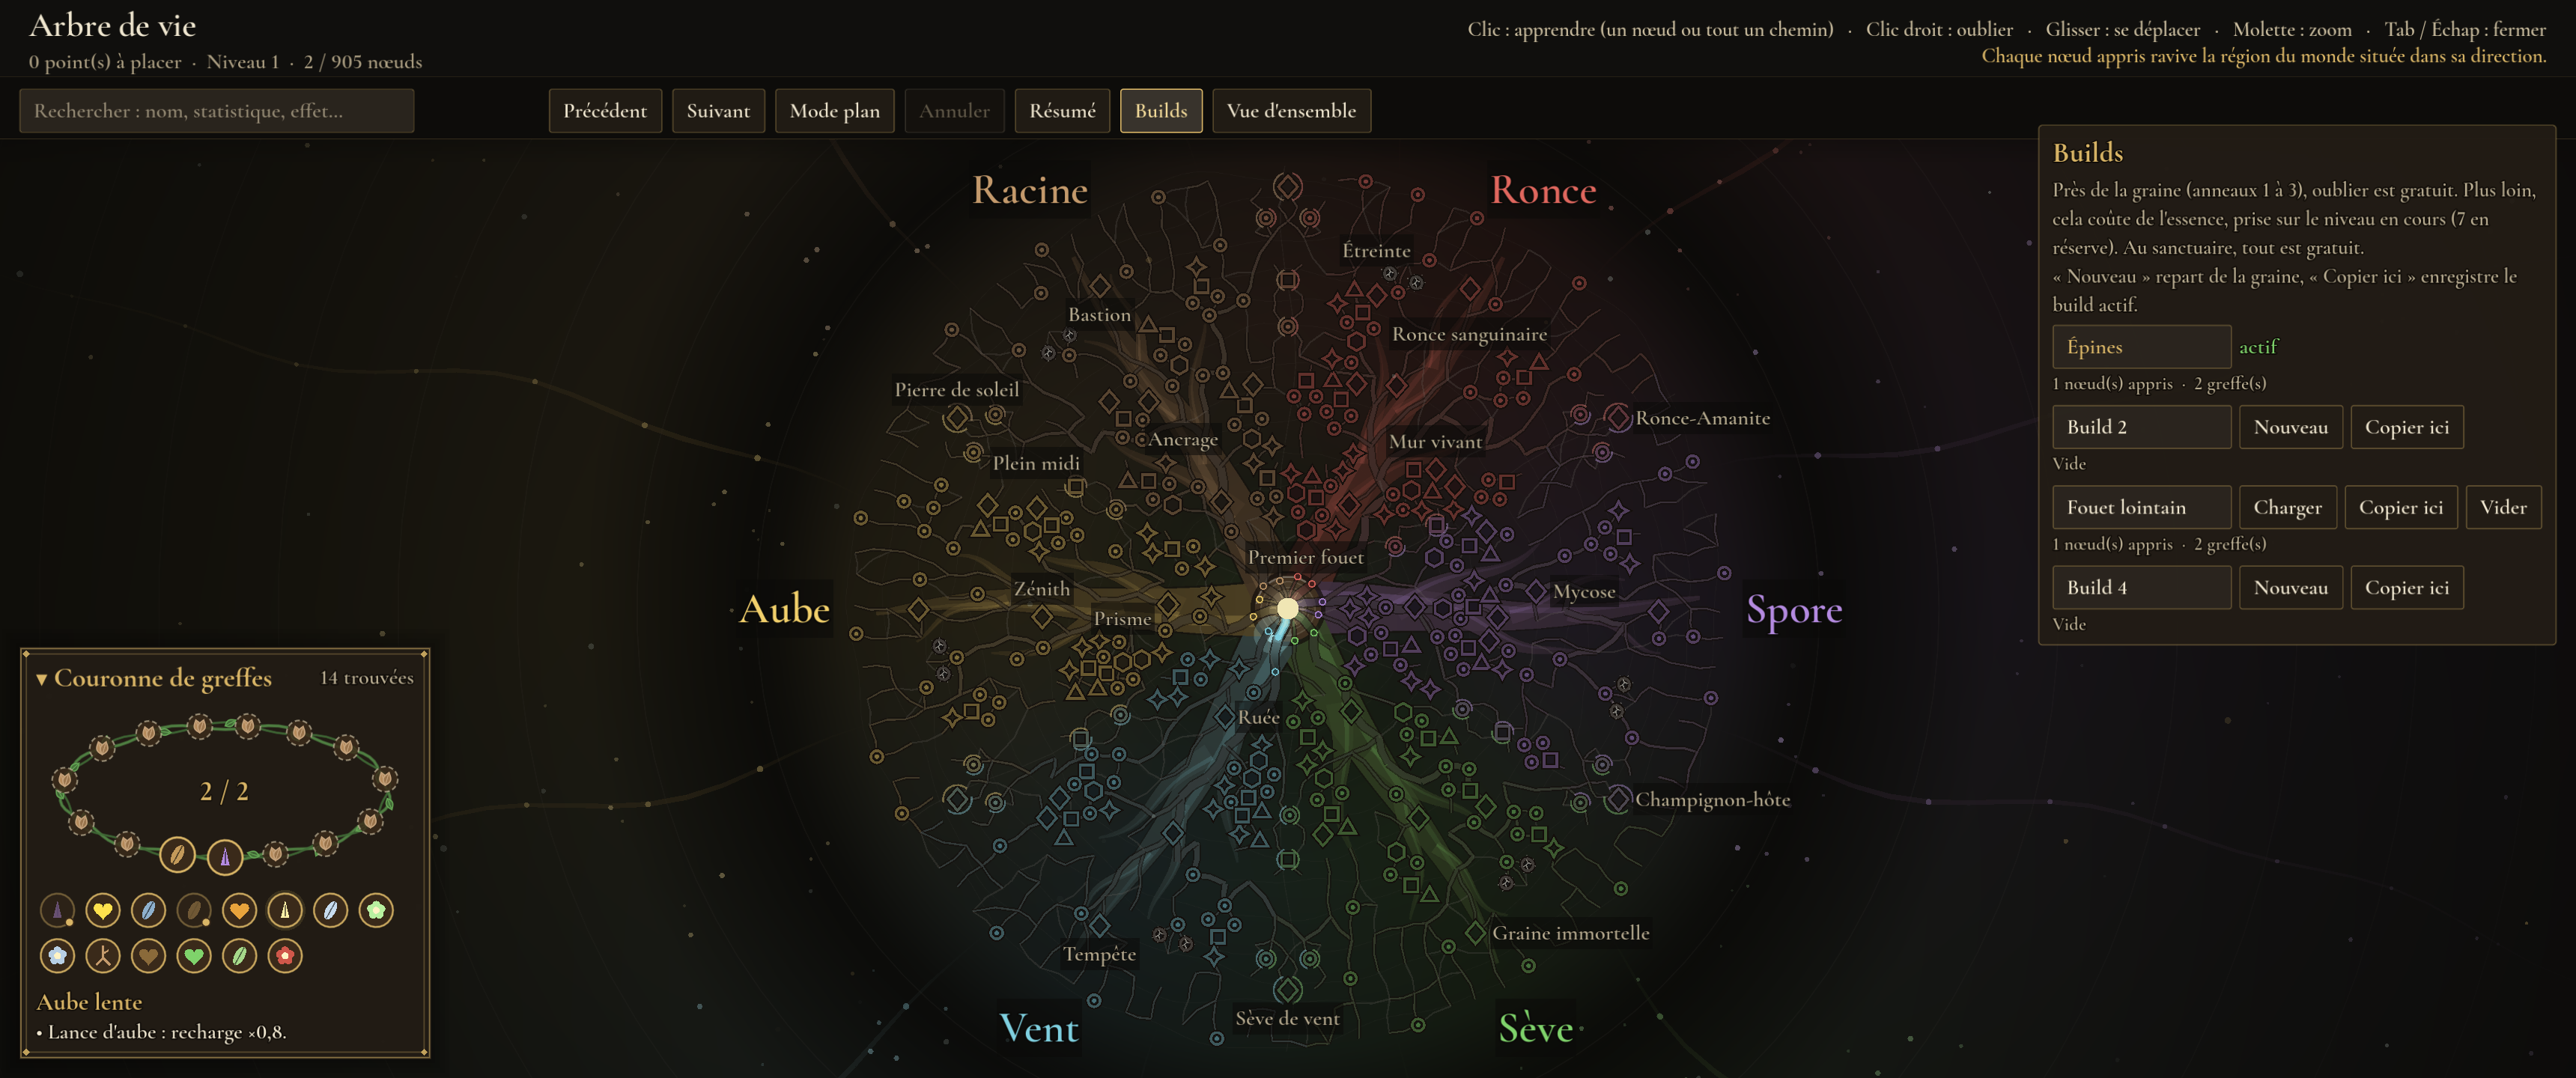 Arbre de vie
0 point(s) à placer · Niveau 1 · 2 / 905 nœuds
Clic : apprendre (un nœud ou tout un chemin) · Clic droit : oublier · Glisser : se déplacer · Molette : zoom · Tab / Échap : fermer
Chaque nœud appris ravive la région du monde située dans sa direction.
Rechercher : nom, statistique, effet...
Précédent
Suivant
Mode plan
Annuler
Résumé
Builds
Vue d'ensemble
Builds
Près de la graine (anneaux 1 à 3), oublier est gratuit. Plus loin,
cela coûte de l'essence, prise sur le niveau en cours (7 en
réserve). Au sanctuaire, tout est gratuit.
« Nouveau » repart de la graine, « Copier ici » enregistre le
build actif.
Épines actif
1 nœud(s) appris · 2 greffe(s)
Build 2 Nouveau Copier ici
Vide
Fouet lointain Charger Copier ici Vider
1 nœud(s) appris · 2 greffe(s)
Build 4 Nouveau Copier ici
Vide
Racine
Ronce
Étreinte
Bastion
Ronce sanguinaire
Pierre de soleil
Ronce-Amanite
Ancrage
Mur vivant
Plein midi
Premier fouet
Zénith
Mycose
Aube
Prisme
Spore
Ruée
Champignon-hôte
Graine immortelle
Tempête
Sève de vent
Vent
Sève
▾ Couronne de greffes 14 trouvées
2 / 2
Aube lente
• Lance d'aube : recharge ×0,8.